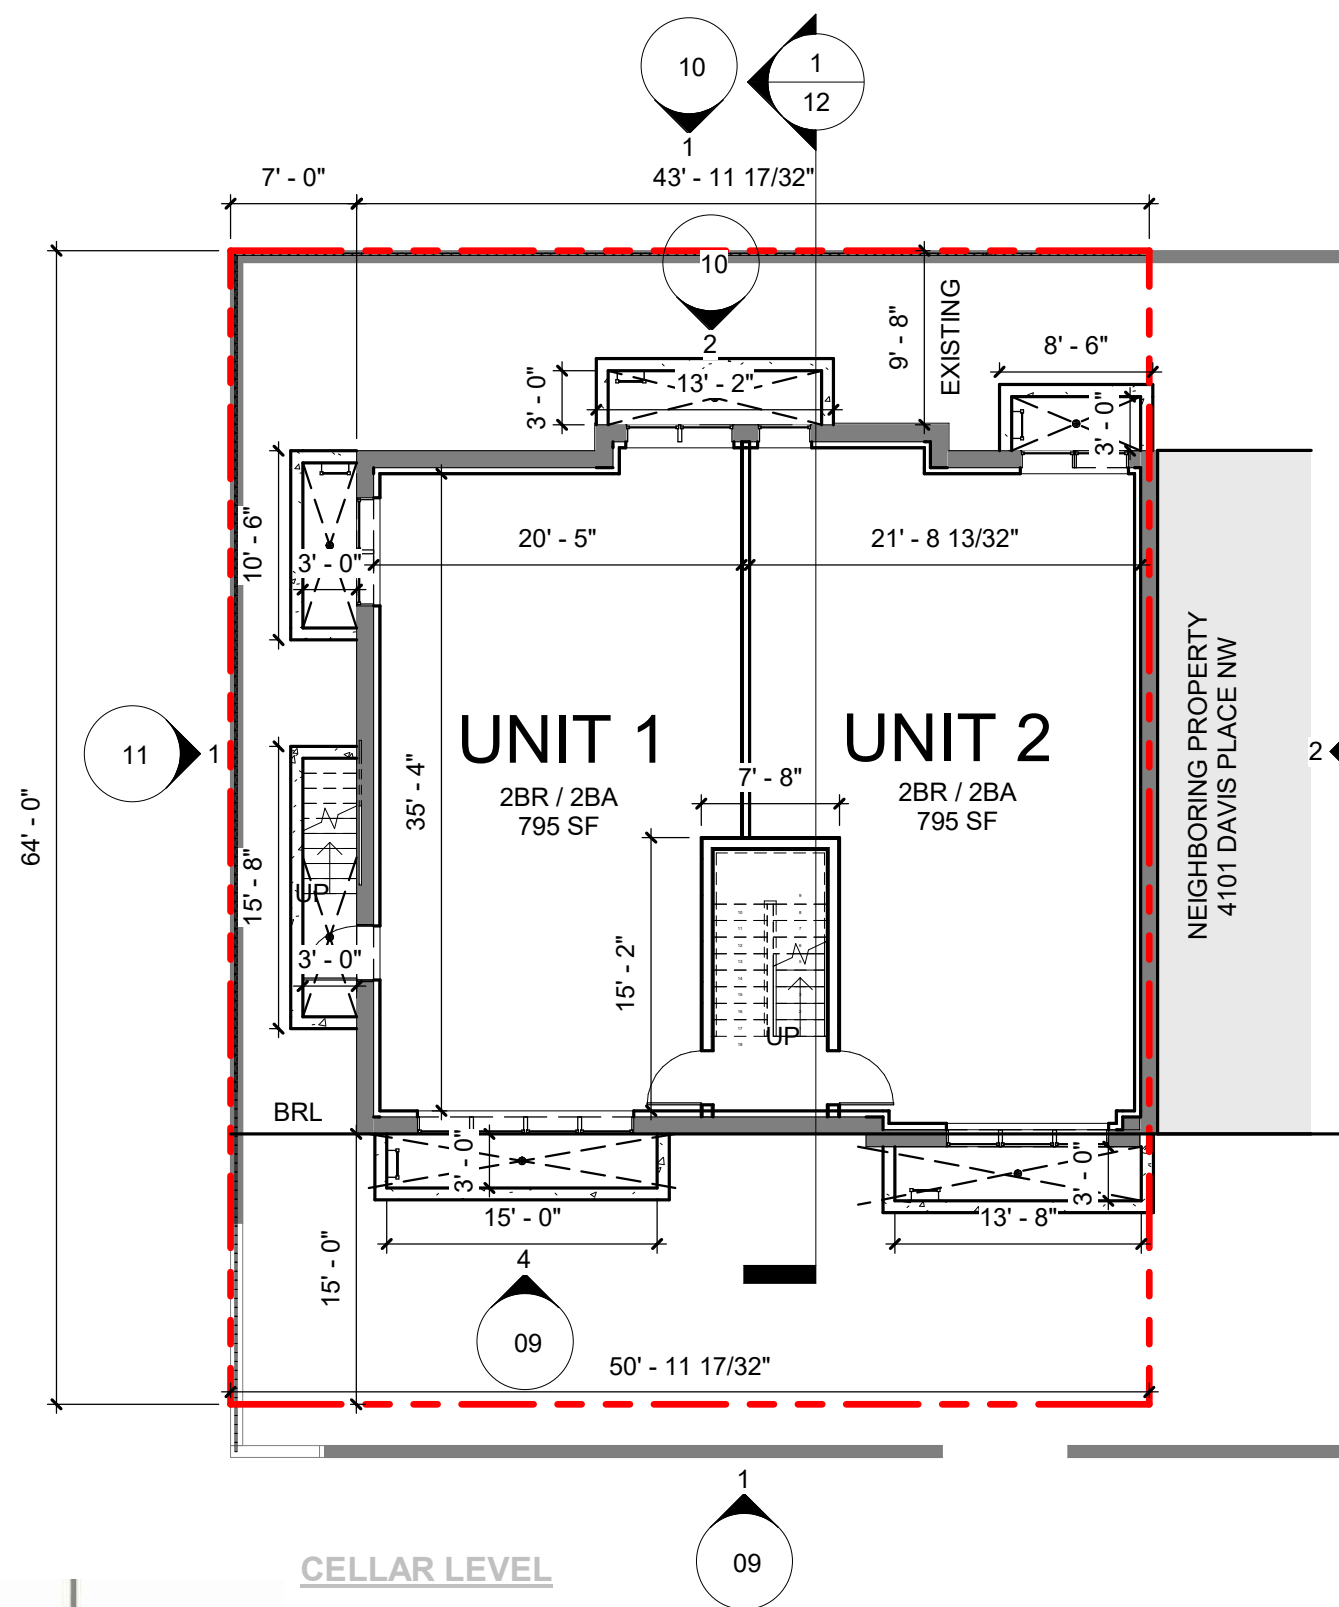 10
1
12
1
7' - 0"
43' - 11 17/32"
10
2
9' - 8"
EXISTING
8' - 6"
3' - 0"
13' - 2"
3' - 0"
10' - 6"
3' - 0"
20' - 5"
21' - 8 13/32"
NEIGHBORING PROPERTY
4101 DAVIS PLACE NW
UNIT 1
2BR / 2BA
795 SF
UNIT 2
2BR / 2BA
795 SF
11
1
2
7' - 8"
35' - 4"
64' - 0"
15' - 8"
UP
3' - 0"
15' - 2"
UP
BRL
3' - 0"
15' - 0"
3' - 0"
13' - 8"
15' - 0"
4
09
50' - 11 17/32"
1
09
CELLAR LEVEL